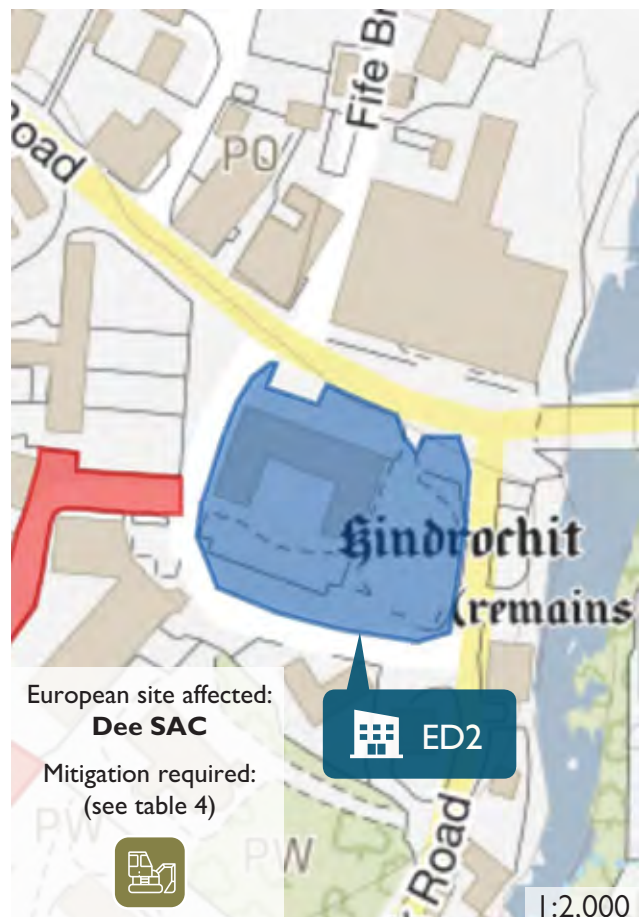 Road
Fife Br
PO
Kindrochit
(remains
European site affected:
Dee SAC
Mitigation required:
(see table 4)
ED2
PW
PW
Road
1:2,000